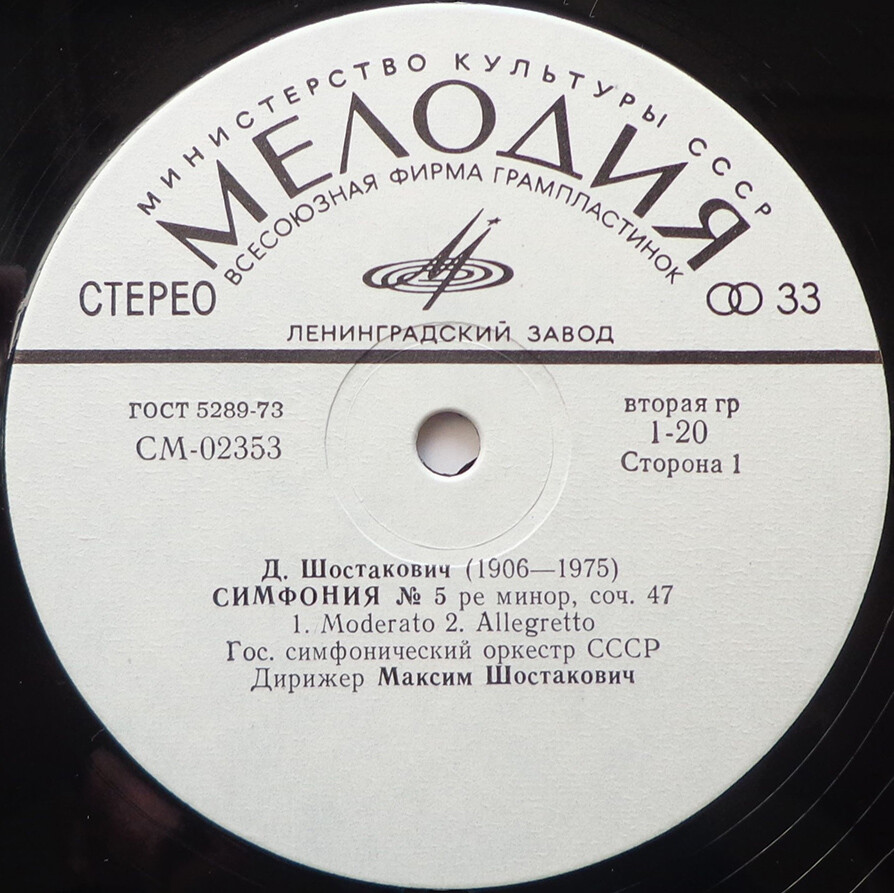 МИНИСТЕРСТВО КУЛЬТУРЫ СССР
МЕЛОДИЯ
ВСЕСОЮЗНАЯ ФИРМА ГРАМПЛАСТИНОК
СТЕРЕО
33
ЛЕНИНГРАДСКИЙ ЗАВОД
ГОСТ 5289-73
СМ-02353
вторая гр
1-20
Сторона 1
Д. Шостакович (1906—1975)
СИМФОНИЯ № 5 ре минор, соч. 47
1. Moderato 2. Allegretto
Гос. симфонический оркестр СССР
Дирижер Максим Шостакович